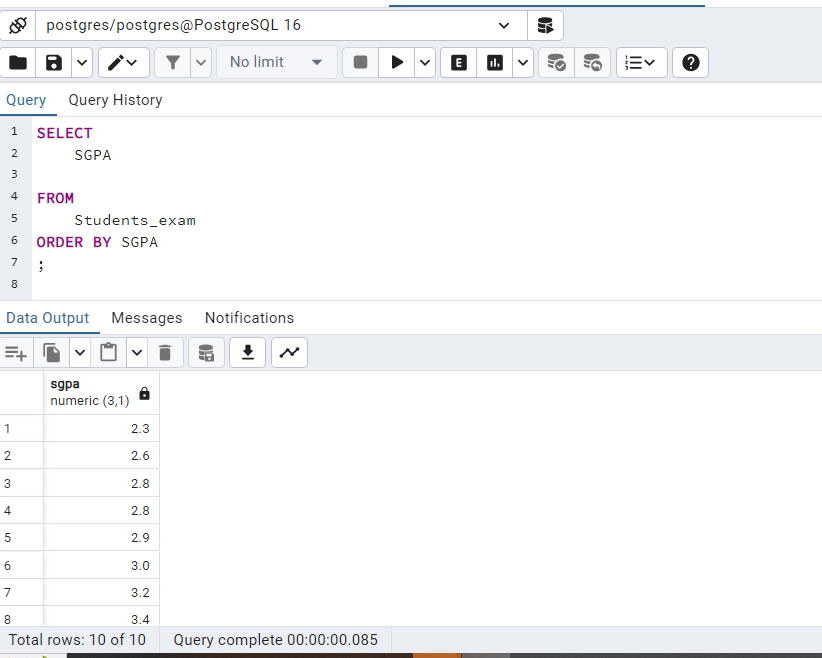 postgres/postgres@PostgreSQL 16
No limit
E
Query Query History
1 SELECT
2 SGPA
3
4 FROM
5 Students_exam
6 ORDER BY SGPA
7 ;
8
Data Output Messages Notifications
sgpa
numeric (3,1)
1 2.3
2 2.6
3 2.8
4 2.8
5 2.9
6 3.0
7 3.2
8 3.4
Total rows: 10 of 10 Query complete 00:00:00.085